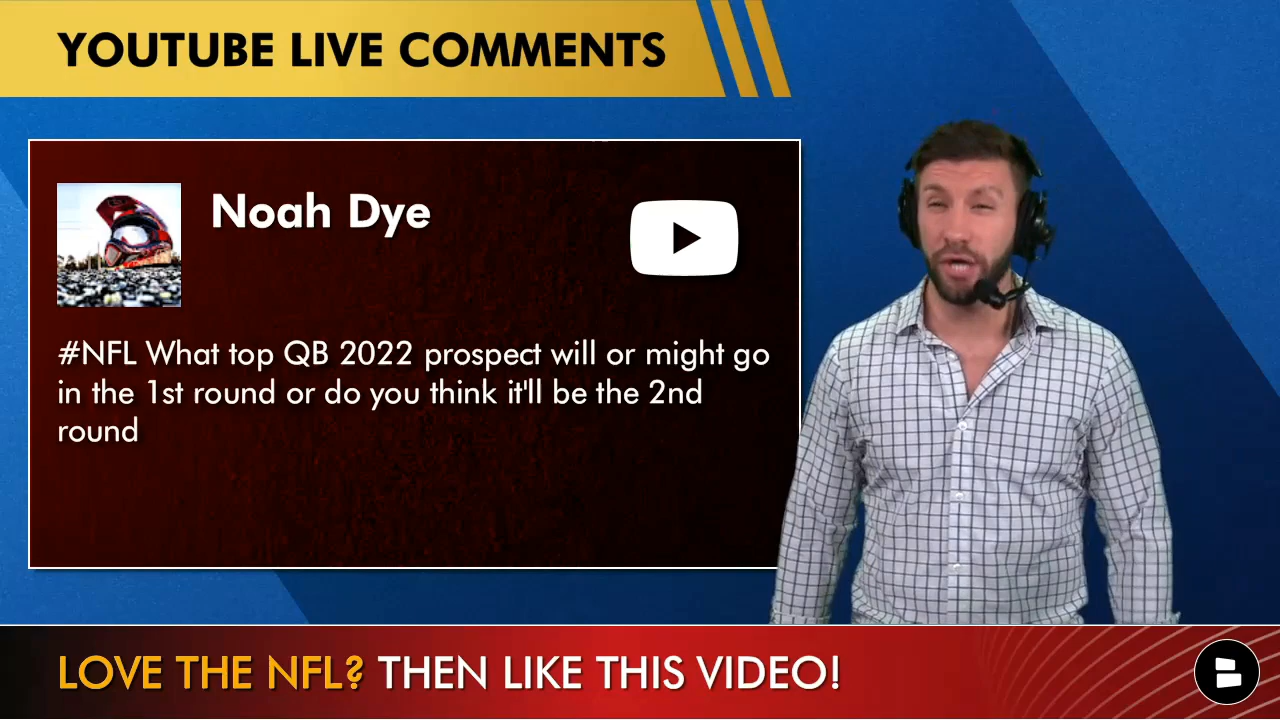 YOUTUBE LIVE COMMENTS
Noah Dye
#NFL What top QB 2022 prospect will or might go
in the 1st round or do you think it'll be the 2nd
round
LOVE THE NFL? THEN LIKE THIS VIDEO!